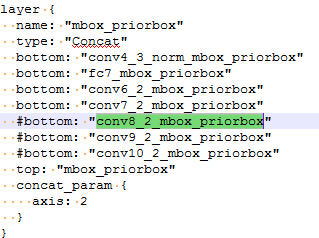 layer {
  name: "mbox_priorbox"
  type: "Concat"
  bottom: "conv4_3_norm_mbox_priorbox"
  bottom: "fc7_mbox_priorbox"
  bottom: "conv6_2_mbox_priorbox"
  bottom: "conv7_2_mbox_priorbox"
  #bottom: "conv8_2_mbox_priorbox"
  #bottom: "conv9_2_mbox_priorbox"
  #bottom: "conv10_2_mbox_priorbox"
  top: "mbox_priorbox"
  concat_param {
    axis: 2
  }
}